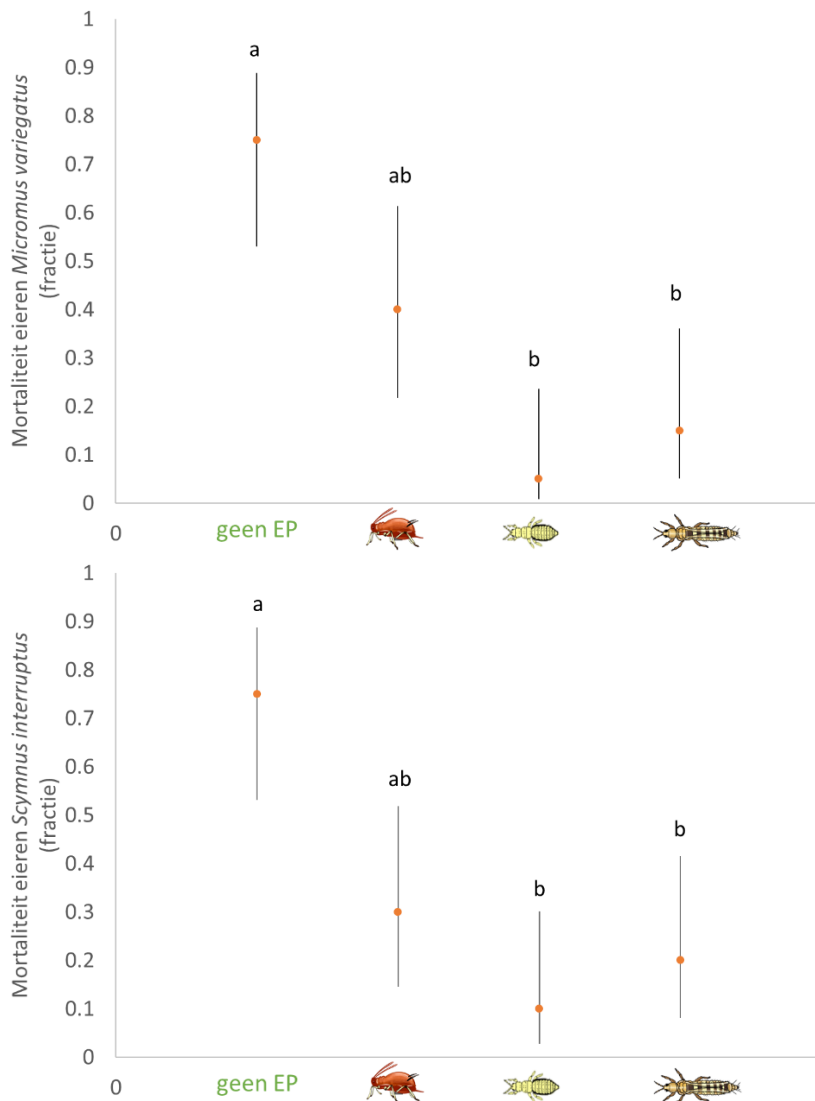 Mortaliteit eieren Micromus variegatus
(fractie)
1
0.9
0.8
0.7
0.6
0.5
0.4
0.3
0.2
0.1
0
a
ab
b
b
0
geen EP
Mortaliteit eieren Scymnus interruptus
(fractie)
1
0.9
0.8
0.7
0.6
0.5
0.4
0.3
0.2
0.1
0
a
ab
b
b
0
geen EP